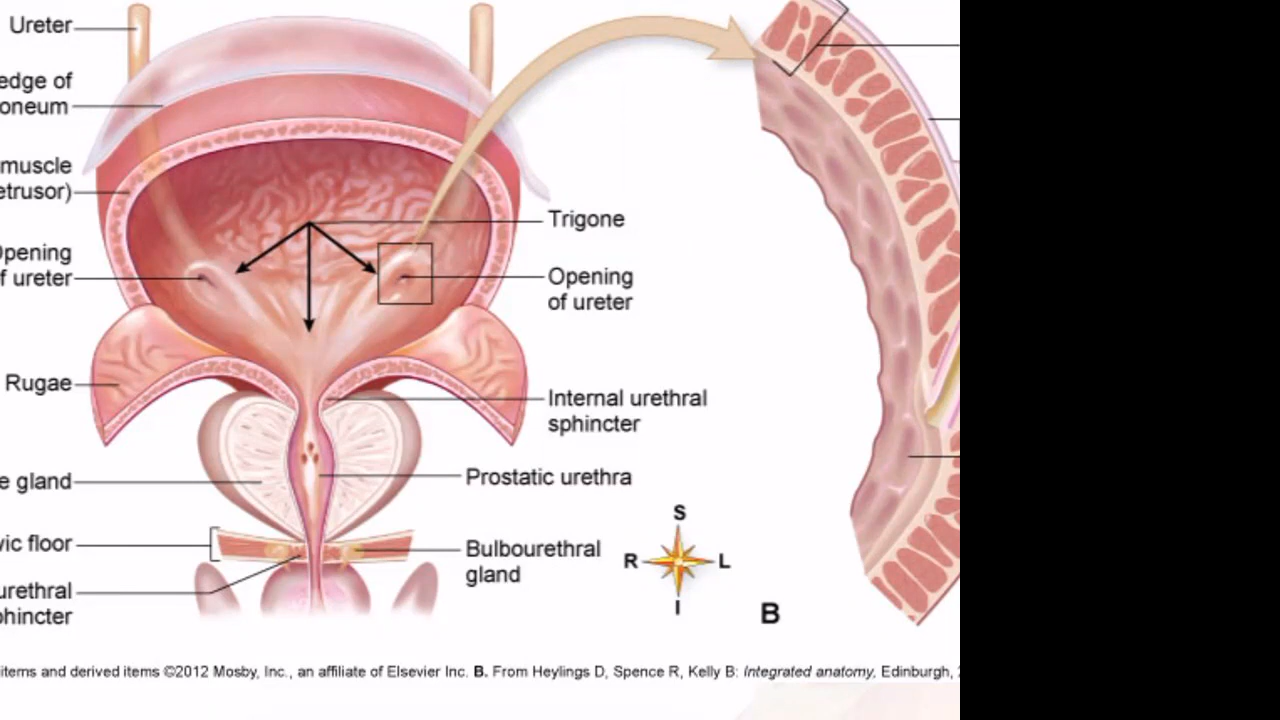 Ureter
edge of
oneum
muscle
etrusor)
Opening
f ureter
Rugae
e gland
vic floor
urethral
phincter
Trigone
Opening
of ureter
Internal urethral
sphincter
Prostatic urethra
Bulbourethral
gland
S
R L
I
B
items and derived items ©2012 Mosby, Inc., an affiliate of Elsevier Inc. B. From Heylings D, Spence R, Kelly B: Integrated anatomy, Edinburgh,